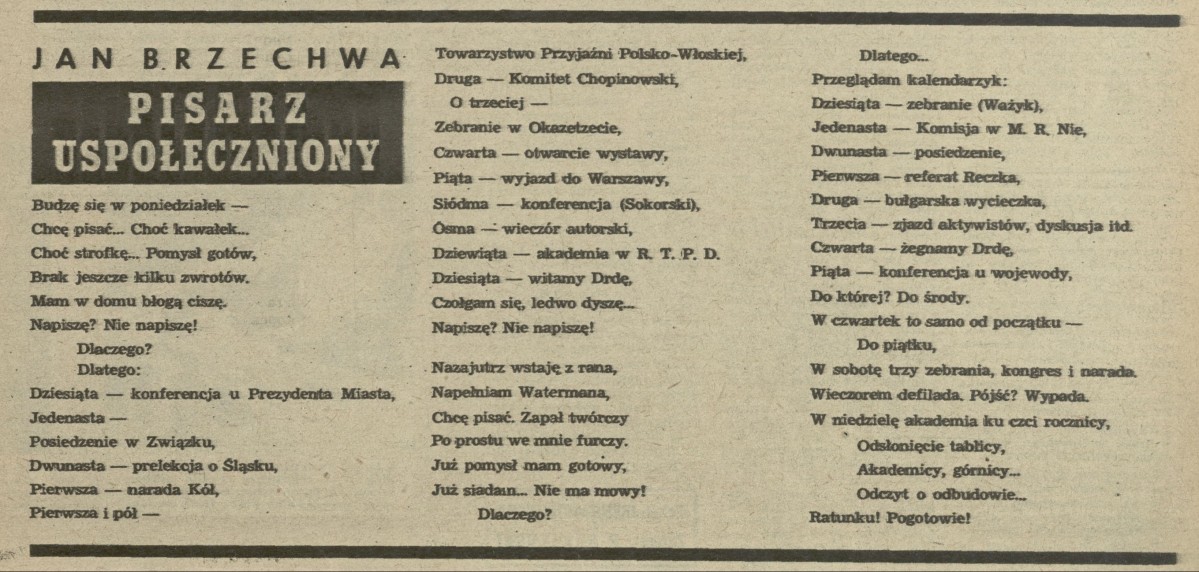 JAN BRZECHWA
PISARZ
USPOŁECZNIONY
Budzę się w poniedziałek —
Chcę pisać... Choć kawałek...
Choć strofkę... Pomysł gotów,
Brak jeszcze kilku zwrotów.
Mam w domu błogą ciszę.
Napiszę? Nie napiszę!
Dlaczego?
Dlatego:
Dziesiąta — konferencja u Prezydenta Miasta,
Jedenasta —
Posiedzenie w Związku,
Dwunasta — prelekcja o Śląsku,
Pierwsza — narada Kół,
Pierwsza i pół —
Towarzystwo Przyjaźni Polsko-Włoskiej,
Druga — Komitet Chopinowski,
O trzeciej —
Zebranie w Okazetzecie,
Czwarta — otwarcie wystawy,
Piąta — wyjazd do Warszawy,
Siódma — konferencja (Sokorski),
Ósma — wieczór autorski,
Dziewiąta — akademia w R. T. P. D.
Dziesiąta — witamy Drdę,
Czołgam się, ledwo dyszę...
Napiszę? Nie napiszę!
Nazajutrz wstaję z rana,
Napełniam Watermana,
Chcę pisać. Zapał twórczy
Po prostu we mnie furczy.
Już pomysł mam gotowy,
Już siadam... Nie ma mowy!
Dlaczego?
Dlatego...
Przeglądam kalendarzyk:
Dziesiąta — zebranie (Ważyk),
Jedenasta — Komisja w M. R. Nie,
Dwunasta — posiedzenie,
Pierwsza — referat Reczka,
Druga — bułgarska wycieczka,
Trzecia — zjazd aktywistów, dyskusja itd.
Czwarta — żegnamy Drdę,
Piąta — konferencja u wojewody,
Do której? Do środy.
W czwartek to samo od początku —
Do piątku,
W sobotę trzy zebrania, kongres i narada.
Wieczorem defilada. Pójść? Wypada.
W niedzielę akademia ku czci rocznicy,
Odsłonięcie tablicy,
Akademicy, górnicy...
Odczyt o odbudowie...
Ratunku! Pogotowie!